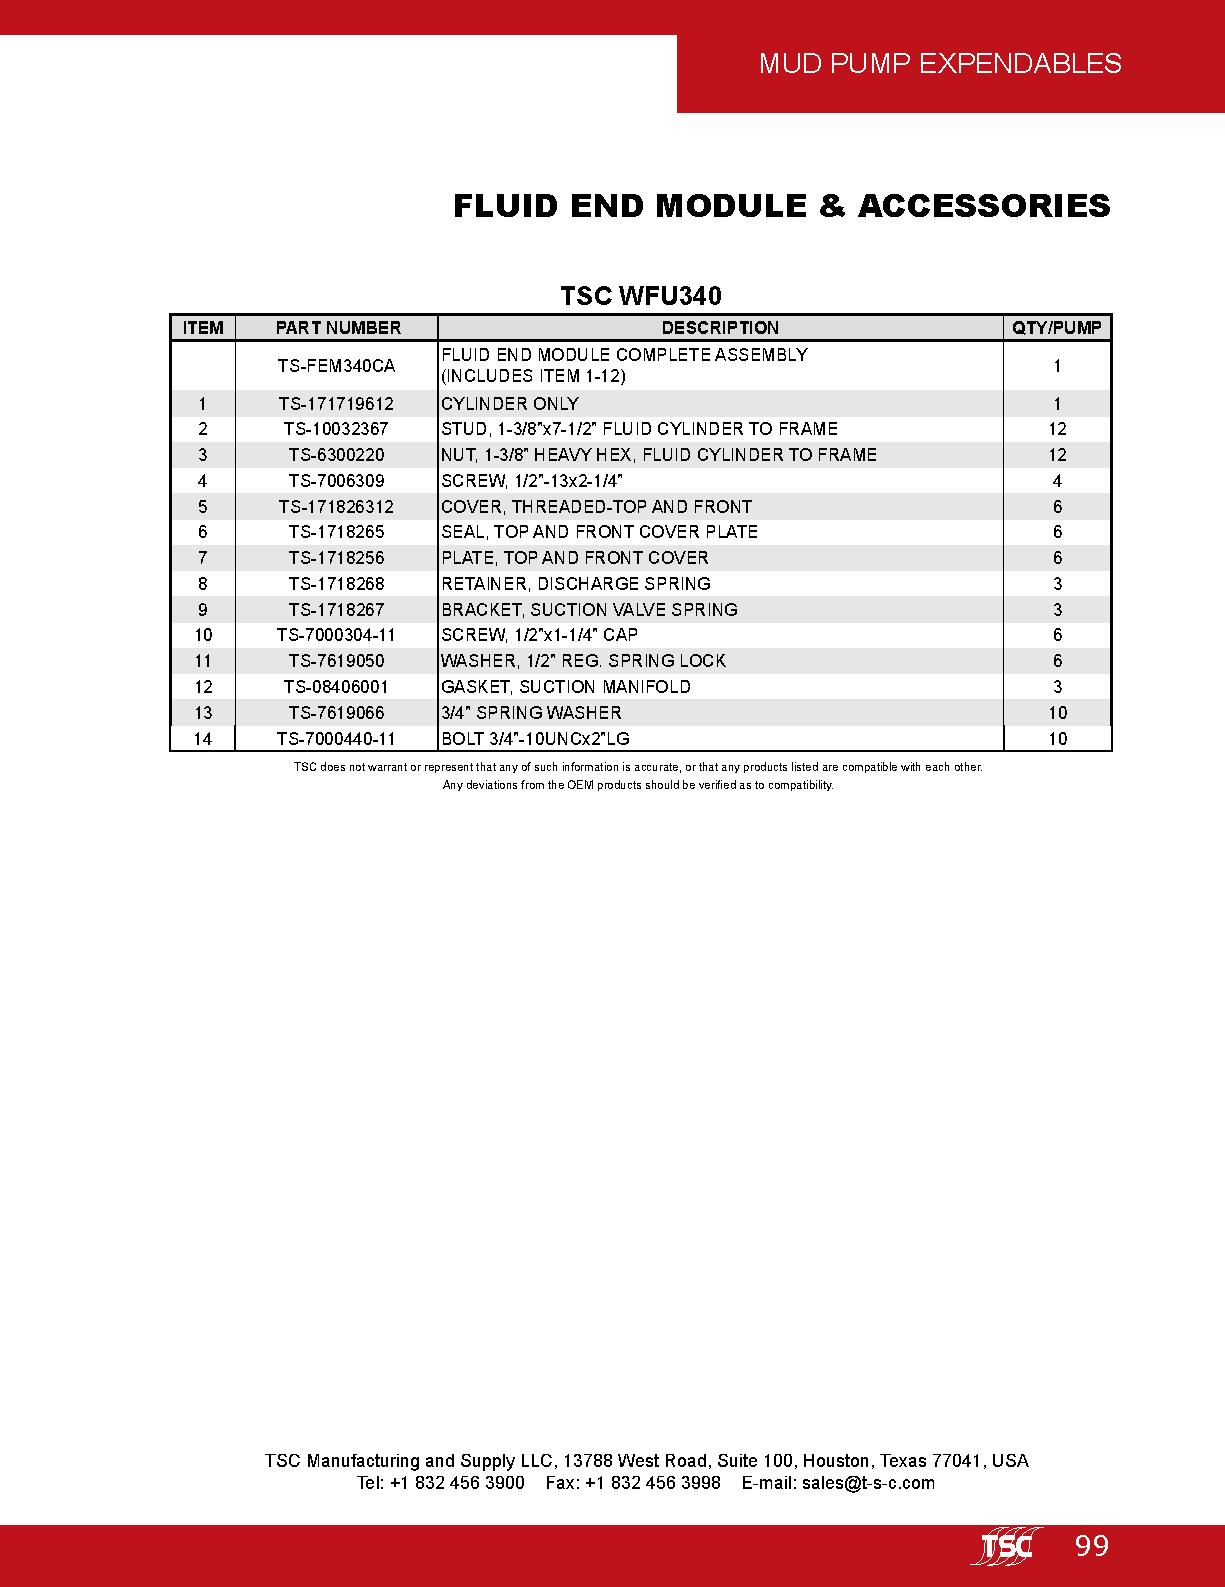 MUD PUMP EXPENDABLES
FLUID END MODULE & ACCESSORIES
TSC WFU340
ITEM PART NUMBER DESCRIPTION QTY/PUMP
TS-FEM340CA FLUID END MODULE COMPLETE ASSEMBLY (INCLUDES ITEM 1-12) 1
1 TS-171719612 CYLINDER ONLY 1
2 TS-10032367 STUD, 1-3/8"x7-1/2" FLUID CYLINDER TO FRAME 12
3 TS-6300220 NUT, 1-3/8" HEAVY HEX, FLUID CYLINDER TO FRAME 12
4 TS-7006309 SCREW, 1/2"-13x2-1/4" 4
5 TS-171826312 COVER, THREADED-TOP AND FRONT 6
6 TS-1718265 SEAL, TOP AND FRONT COVER PLATE 6
7 TS-1718256 PLATE, TOP AND FRONT COVER 6
8 TS-1718268 RETAINER, DISCHARGE SPRING 3
9 TS-1718267 BRACKET, SUCTION VALVE SPRING 3
10 TS-7000304-11 SCREW, 1/2"x1-1/4" CAP 6
11 TS-7619050 WASHER, 1/2" REG. SPRING LOCK 6
12 TS-08406001 GASKET, SUCTION MANIFOLD 3
13 TS-7619066 3/4" SPRING WASHER 10
14 TS-7000440-11 BOLT 3/4"-10UNCx2"LG 10
TSC does not warrant or represent that any of such information is accurate, or that any products listed are compatible with each other.
Any deviations from the OEM products should be verified as to compatibility.
TSC Manufacturing and Supply LLC, 13788 West Road, Suite 100, Houston, Texas 77041, USA
Tel: +1 832 456 3900 Fax: +1 832 456 3998 E-mail: sales@t-s-c.com
TSC 99